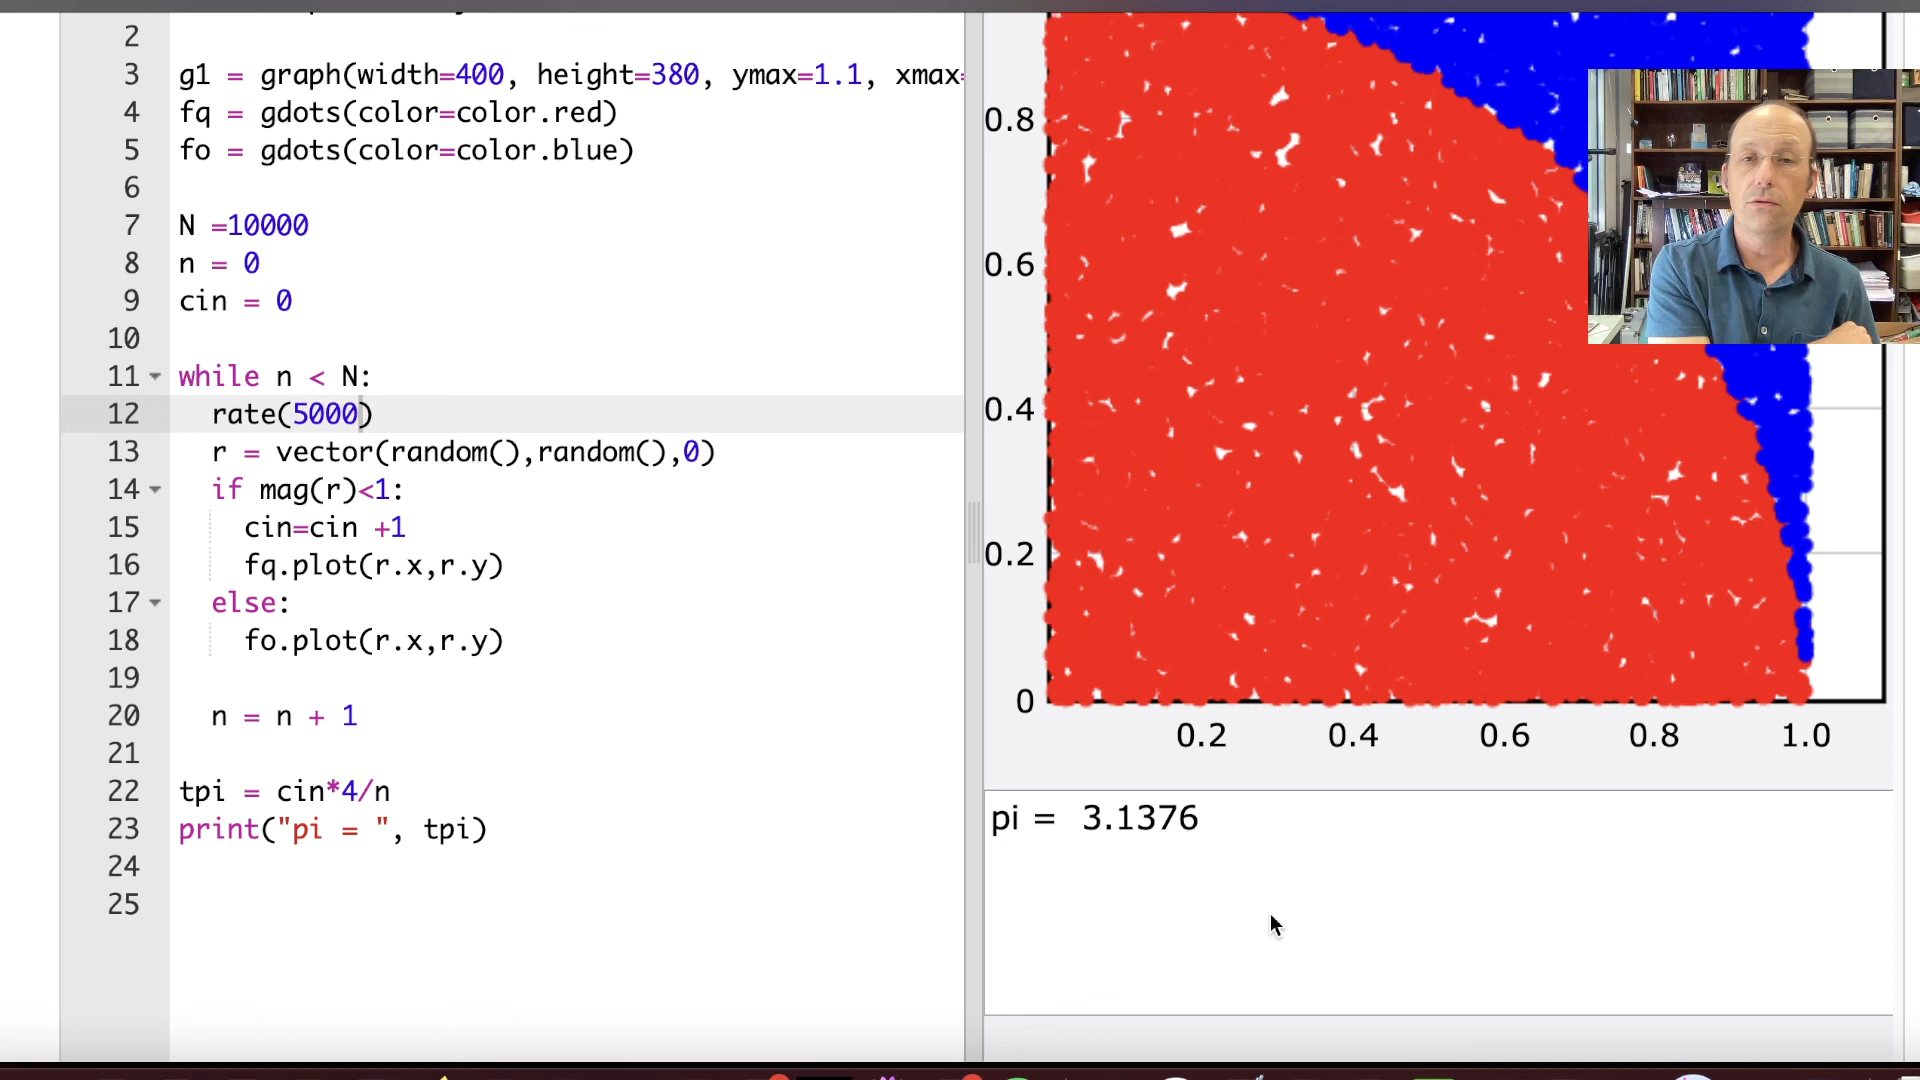 2
3 g1 = graph(width=400, height=380, ymax=1.1, xmax=
4 fq = gdots(color=color.red)
5 fo = gdots(color=color.blue)
6
7 N =10000
8 n = 0
9 cin = 0
10
11 while n < N:
12 rate(5000)
13 r = vector(random(),random(),0)
14 if mag(r)<1:
15 cin=cin +1
16 fq.plot(r.x,r.y)
17 else:
18 fo.plot(r.x,r.y)
19
20 n = n + 1
21
22 tpi = cin*4/n
23 print("pi = ", tpi)
24
25
0.8
0.6
0.4
0.2
0
0.2 0.4 0.6 0.8 1.0
pi = 3.1376